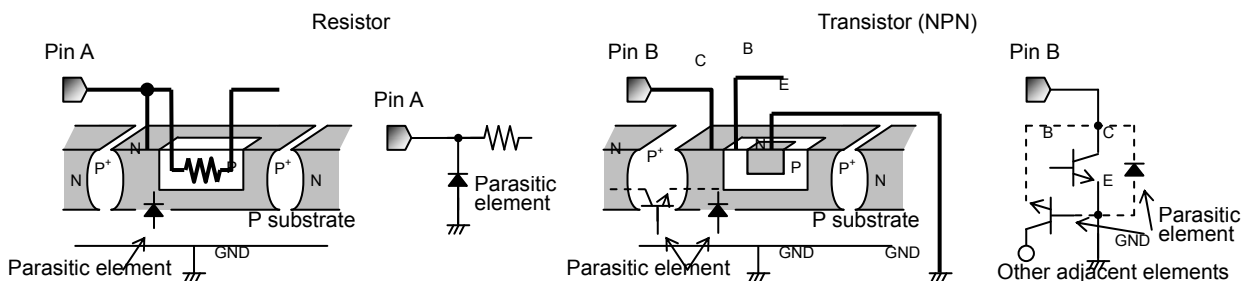 Resistor
Transistor (NPN)
Pin A
Pin B
Pin B
B
C
E
Pin A
N
P+
N
P+
P
N
N
P+
N
P
P+
N
B
C
E
Parasitic
element
P substrate
GND
Parasitic element
P substrate
GND
GND
Parasitic element
Parasitic
element
GND
Other adjacent elements